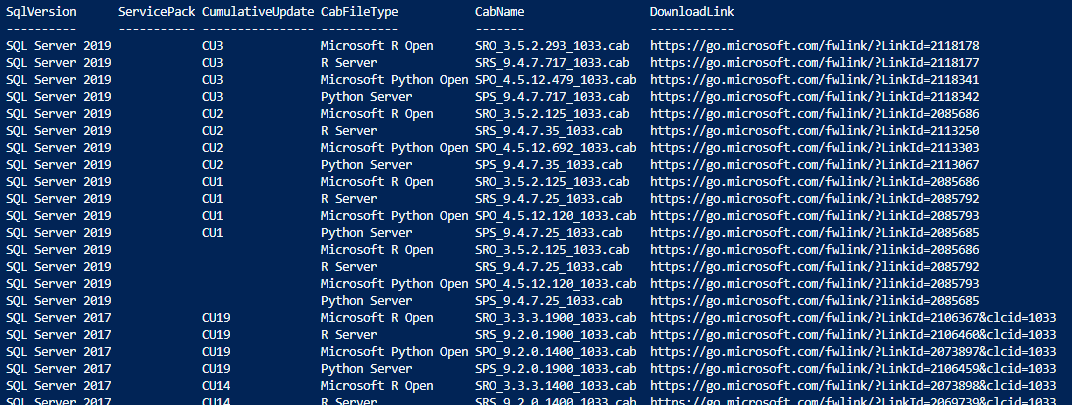 SqlVersion ServicePack CumulativeUpdate CabFileType CabName DownloadLink
---------- ----------- ---------------- ----------- ------- ------------
SQL Server 2019 CU3 Microsoft R Open SRO_3.5.2.293_1033.cab https://go.microsoft.com/fwlink/?LinkId=2118178
SQL Server 2019 CU3 R Server SRS_9.4.7.717_1033.cab https://go.microsoft.com/fwlink/?LinkId=2118177
SQL Server 2019 CU3 Microsoft Python Open SPO_4.5.12.479_1033.cab https://go.microsoft.com/fwlink/?LinkId=2118341
SQL Server 2019 CU3 Python Server SPS_9.4.7.717_1033.cab https://go.microsoft.com/fwlink/?LinkId=2118342
SQL Server 2019 CU2 Microsoft R Open SRO_3.5.2.125_1033.cab https://go.microsoft.com/fwlink/?LinkId=2085686
SQL Server 2019 CU2 R Server SRS_9.4.7.35_1033.cab https://go.microsoft.com/fwlink/?LinkId=2113250
SQL Server 2019 CU2 Microsoft Python Open SPO_4.5.12.692_1033.cab https://go.microsoft.com/fwlink/?LinkId=2113303
SQL Server 2019 CU2 Python Server SPS_9.4.7.35_1033.cab https://go.microsoft.com/fwlink/?LinkId=2113067
SQL Server 2019 CU1 Microsoft R Open SRO_3.5.2.125_1033.cab https://go.microsoft.com/fwlink/?LinkId=2085686
SQL Server 2019 CU1 R Server SRS_9.4.7.25_1033.cab https://go.microsoft.com/fwlink/?LinkId=2085792
SQL Server 2019 CU1 Microsoft Python Open SPO_4.5.12.120_1033.cab https://go.microsoft.com/fwlink/?LinkId=2085793
SQL Server 2019 CU1 Python Server SPS_9.4.7.25_1033.cab https://go.microsoft.com/fwlink/?LinkId=2085685
SQL Server 2019 Microsoft R Open SRO_3.5.2.125_1033.cab https://go.microsoft.com/fwlink/?linkid=2085686
SQL Server 2019 R Server SRS_9.4.7.25_1033.cab https://go.microsoft.com/fwlink/?linkid=2085792
SQL Server 2019 Microsoft Python Open SPO_4.5.12.120_1033.cab https://go.microsoft.com/fwlink/?linkid=2085793
SQL Server 2019 Python Server SPS_9.4.7.25_1033.cab https://go.microsoft.com/fwlink/?linkid=2085685
SQL Server 2017 CU19 Microsoft R Open SRO_3.3.3.1900_1033.cab https://go.microsoft.com/fwlink/?LinkId=2106367&clcid=1033
SQL Server 2017 CU19 R Server SRS_9.2.0.1900_1033.cab https://go.microsoft.com/fwlink/?LinkId=2106460&clcid=1033
SQL Server 2017 CU19 Microsoft Python Open SPO_9.2.0.1400_1033.cab https://go.microsoft.com/fwlink/?LinkId=2073897&clcid=1033
SQL Server 2017 CU19 Python Server SPS_9.2.0.1900_1033.cab https://go.microsoft.com/fwlink/?LinkId=2106459&clcid=1033
SQL Server 2017 CU14 Microsoft R Open SRO_3.3.3.1400_1033.cab https://go.microsoft.com/fwlink/?LinkId=2073898&clcid=1033
SQL Server 2017 CU14 R Server SRS_9.2.0.1400_1033.cab https://go.microsoft.com/fwlink/?LinkId=2069739&clcid=1033